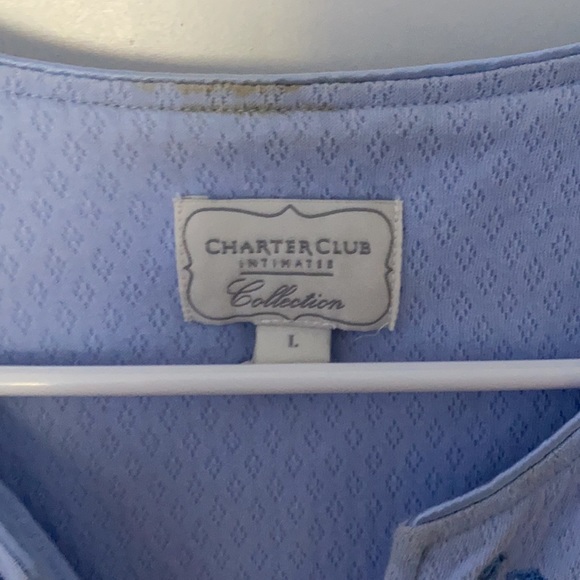 CHARTER CLUB
INTIMATES
Collection
L